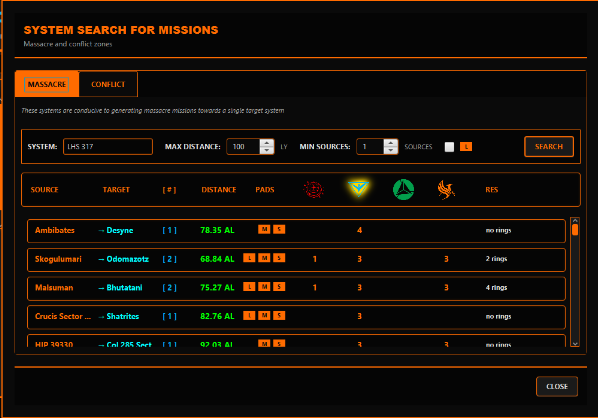 SYSTEM SEARCH FOR MISSIONS
Massacre and conflict zones
MASSACRE CONFLICT
These systems are conducive to generating massacre missions towards a single target system
SYSTEM: LHS 317 MAX DISTANCE: 100 LY MIN SOURCES: 1 SOURCES L SEARCH
SOURCE TARGET [ # ] DISTANCE PADS RES
Ambibates → Desyne [ 1 ] 78.35 AL M S 4 no rings
Skogulumari → Odomazotz [ 2 ] 68.84 AL L M S 1 3 3 2 rings
Malsuman → Bhutatani [ 2 ] 75.27 AL L M S 1 3 3 4 rings
Crucis Sector ... → Shatrites [ 1 ] 82.76 AL L M S 3 no rings
HIP 39330 → Col 285 Sect [ 1 ] 92.03 AL L M S 3 3 no rings
CLOSE